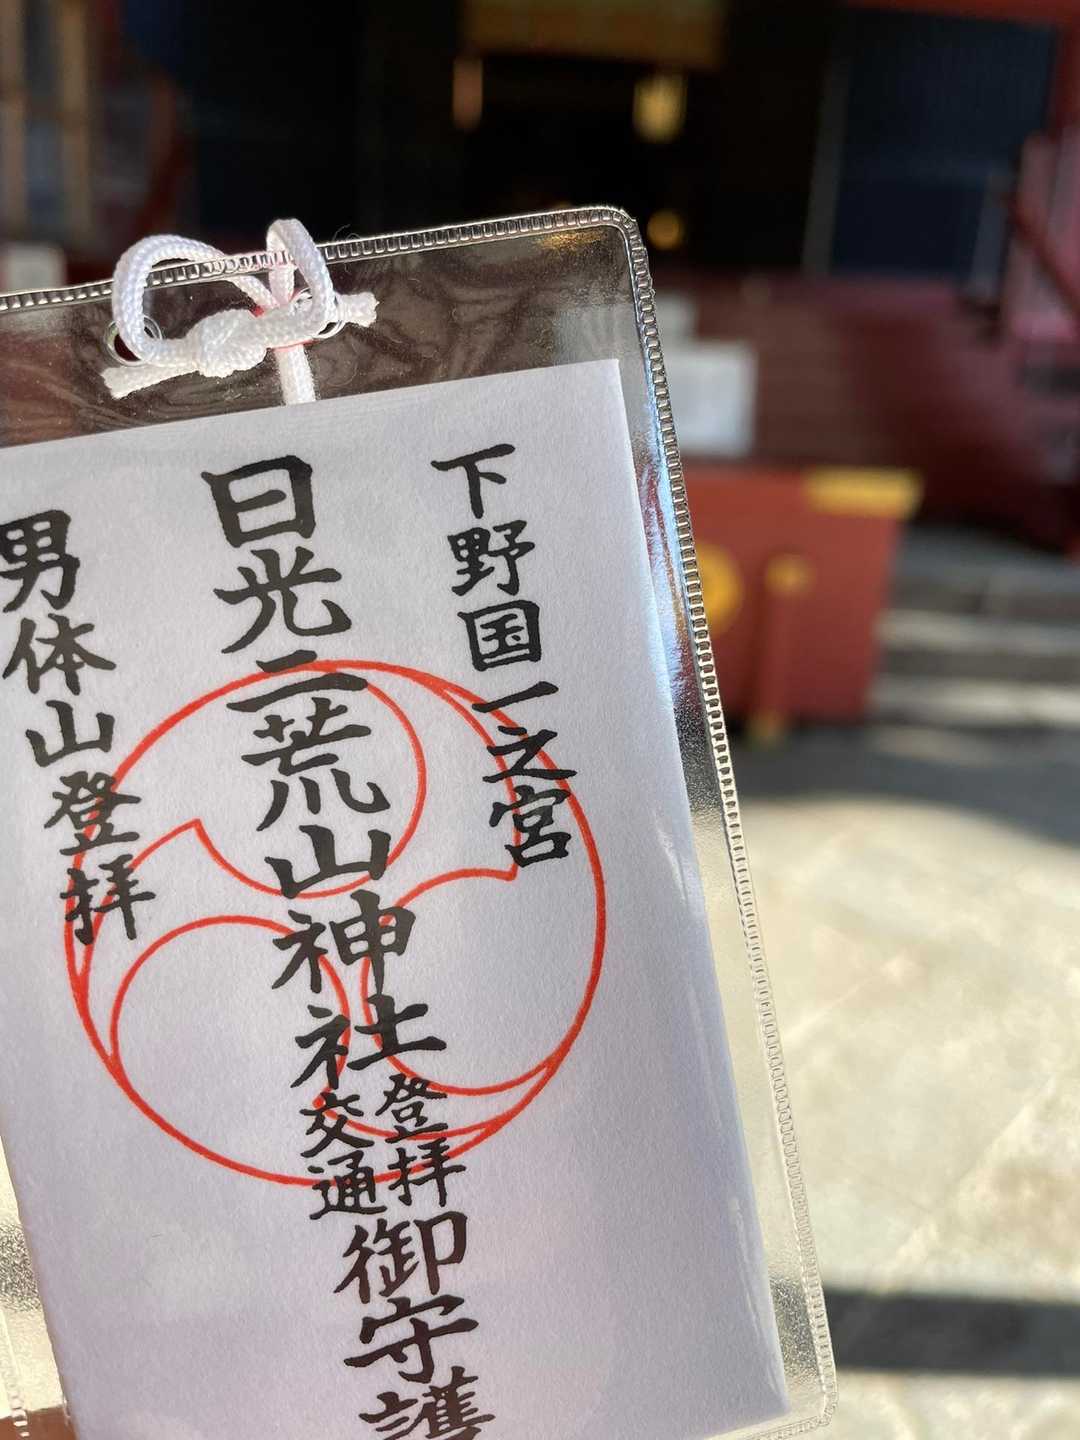 下野国一之宮
日光二荒山神社登拝交通御守護
男体山登拝